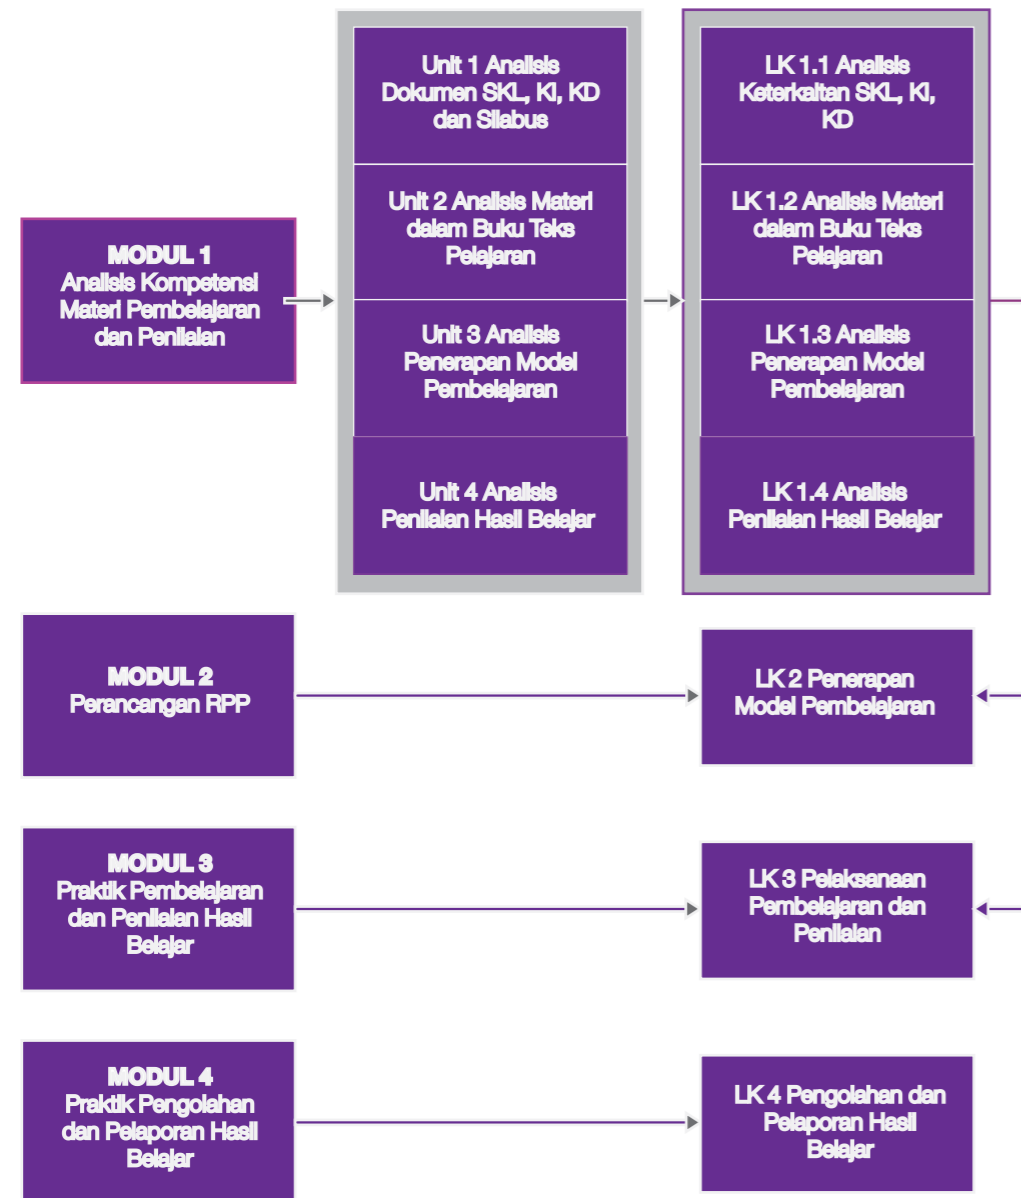 MODUL 1
Analisis Kompetensi
Materi Pembelajaran
dan Penilaian
Unit 1 Analisis
Dokumen SKL, KI, KD
dan Silabus
Unit 2 Analisis Materi
dalam Buku Teks
Pelajaran
Unit 3 Analisis
Penerapan Model
Pembelajaran
Unit 4 Analisis
Penilaian Hasil Belajar
LK 1.1 Analisis
Keterkaitan SKL, KI,
KD
LK 1.2 Analisis Materi
dalam Buku Teks
Pelajaran
LK 1.3 Analisis
Penerapan Model
Pembelajaran
LK 1.4 Analisis
Penilaian Hasil Belajar
MODUL 2
Perancangan RPP
LK 2 Penerapan
Model Pembelajaran
MODUL 3
Praktik Pembelajaran
dan Penilaian Hasil
Belajar
LK 3 Pelaksanaan
Pembelajaran dan
Penilaian
MODUL 4
Praktik Pengolahan
dan Pelaporan Hasil
Belajar
LK 4 Pengolahan dan
Pelaporan Hasil
Belajar